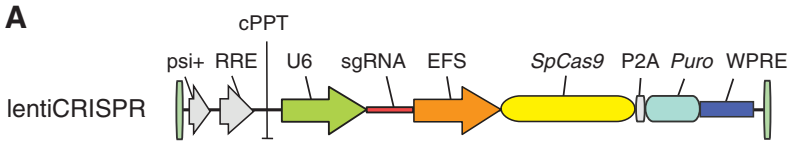 A
cPPT
psi+ RRE U6 sgRNA EFS SpCas9 P2A Puro WPRE
lentiCRISPR